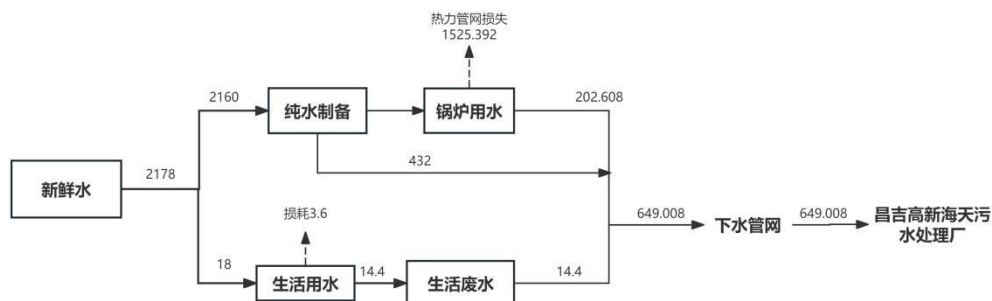 热力管网损失
1525.392
2160
纯水制备
锅炉用水
202.608
432
新鲜水
2178
损耗3.6
649.008
下水管网
649.008
昌吉高新海天污
水处理厂
18
生活用水
14.4
生活废水
14.4